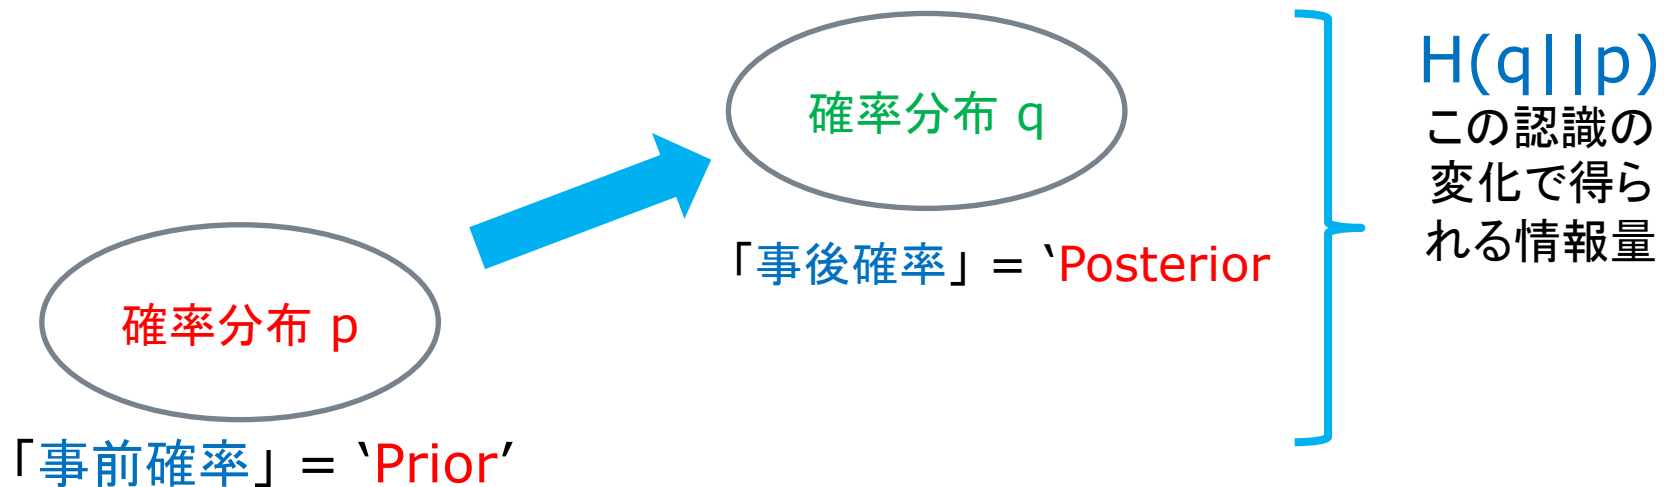 確率分布 p
「事前確率」 = ‵Prior′
確率分布 q
「事後確率」 = ‵Posterior
H(q||p)
この認識の
変化で得ら
れる情報量